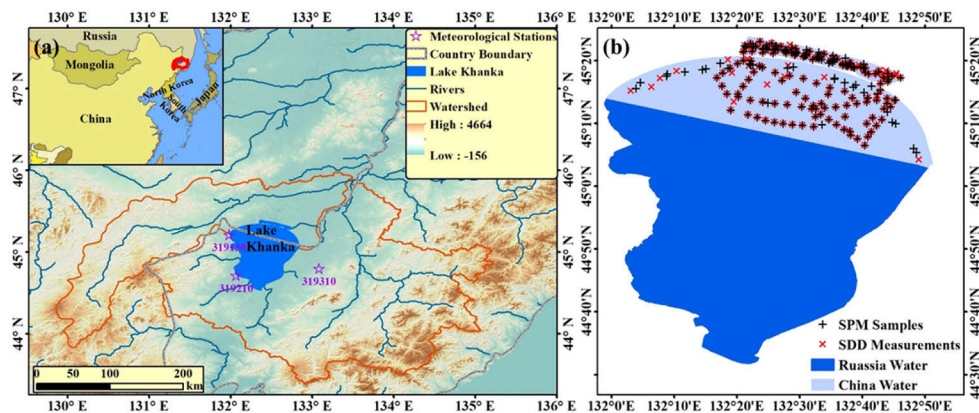 130° E 131° E 132° E 133° E 134° E 135° E 136° E
(a)
Russia
Mongolia
North Korea
South Korea
Japan
China
Meteorological Stations
Country Boundary
Lake Khanka
Rivers
Watershed
High : 4664
Low : -156
47° N
46° N
45° N
44° N
47° N
46° N
45° N
44° N
Lake
Khanka
319210
319310
0 50 100 200
km
130° E 131° E 132° E 133° E 134° E 135° E 136° E
132°0' E 132°10' E 132°20' E 132°30' E 132°40' E 132°50' E
(b)
45°20' N
45°10' N
45°0' N
44°50' N
44°40' N
45°20' N
45°10' N
45°0' N
44°50' N
44°40' N
44°30' N
SPM Samples
SDD Measurements
Ruassia Water
China Water
132°0' E 132°10' E 132°20' E 132°30' E 132°40' E 132°50' E